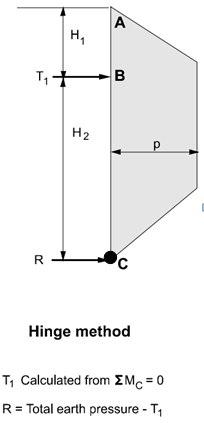 A
H1
T1
B
H2
p
R
C
Hinge method
T1 Calculated from ΣMC = 0
R = Total earth pressure - T1